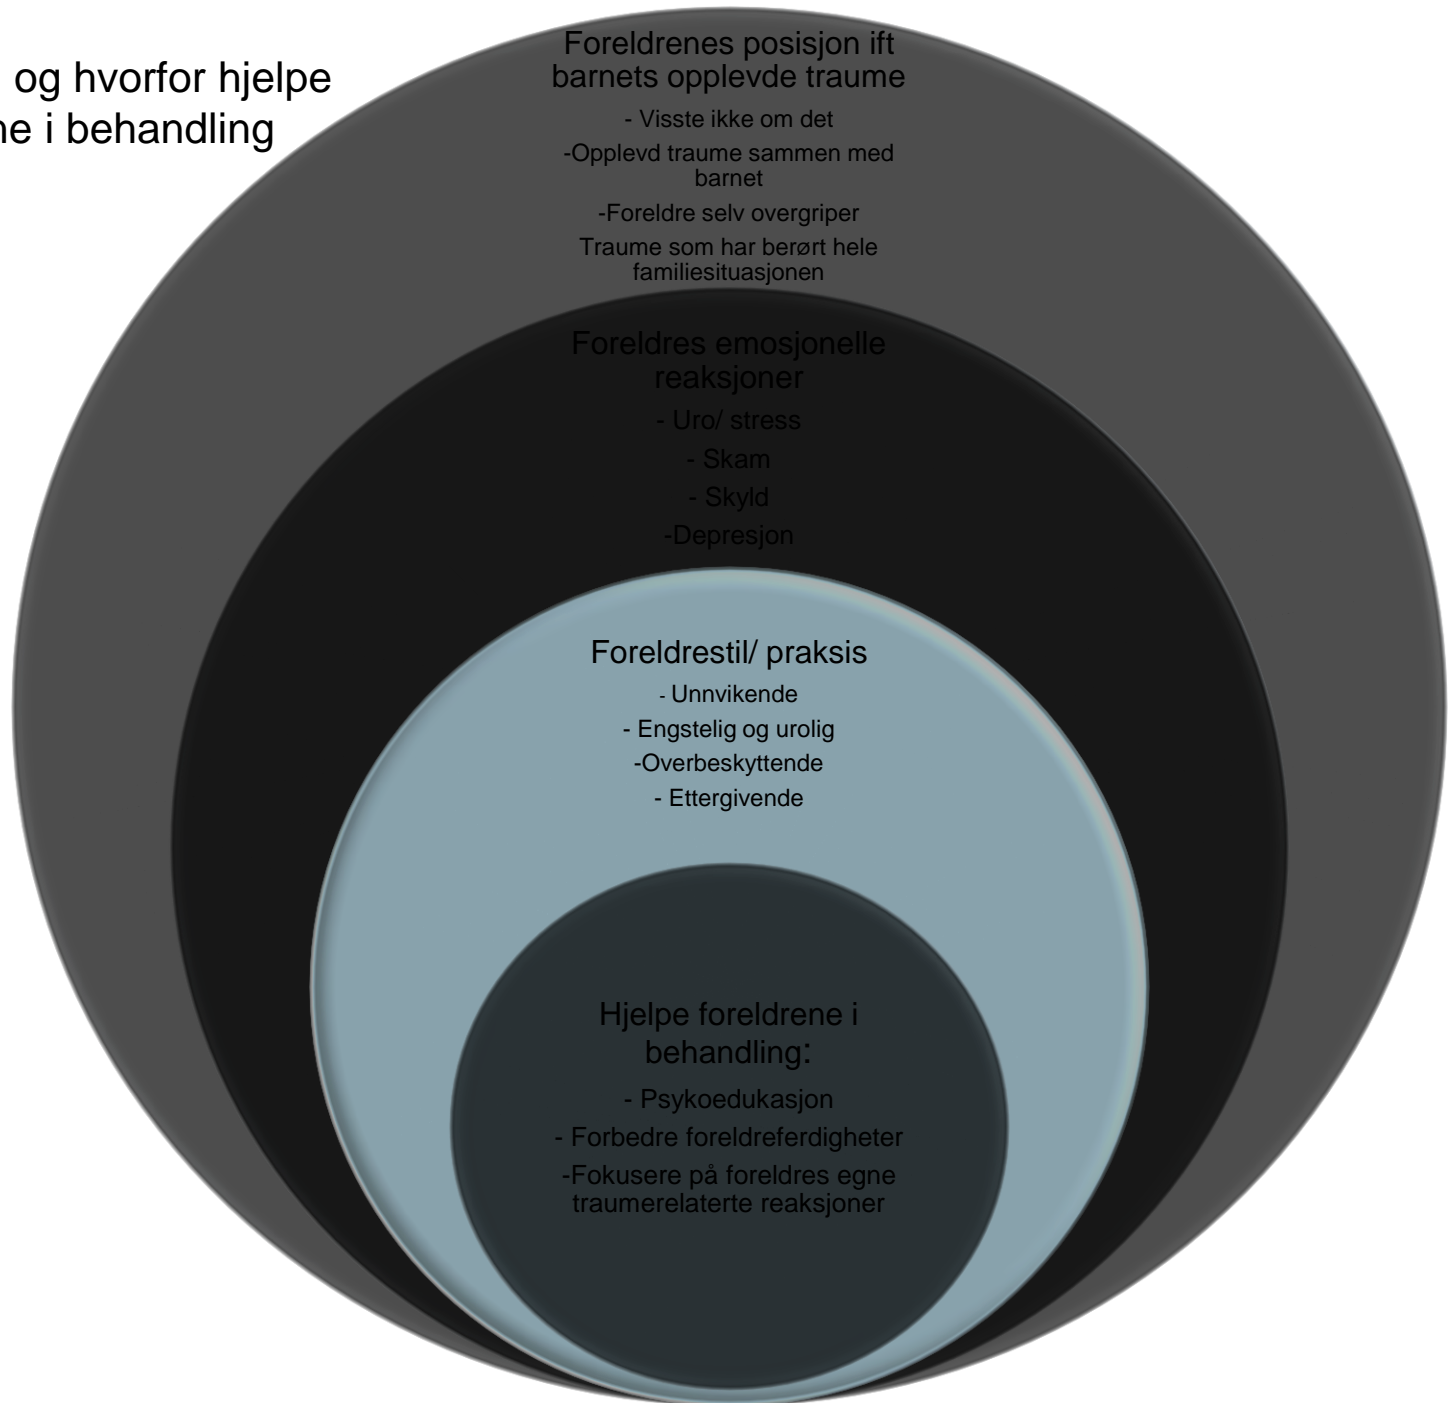 og hvorfor hjelpe
ne i behandling
Foreldrenes posisjon ift
barnets opplevde traume
- Visste ikke om det
-Opplevd traume sammen med
barnet
-Foreldre selv overgriper
Traume som har berørt hele
familiesituasjonen
Foreldres emosjonelle
reaksjoner
- Uro/ stress
- Skam
- Skyld
-Depresjon
Foreldrestil/ praksis
- Unnvikende
- Engstelig og urolig
-Overbeskyttende
- Ettergivende
Hjelpe foreldrene i
behandling:
- Psykoedukasjon
- Forbedre foreldreferdigheter
-Fokusere på foreldres egne
traumerelaterte reaksjoner